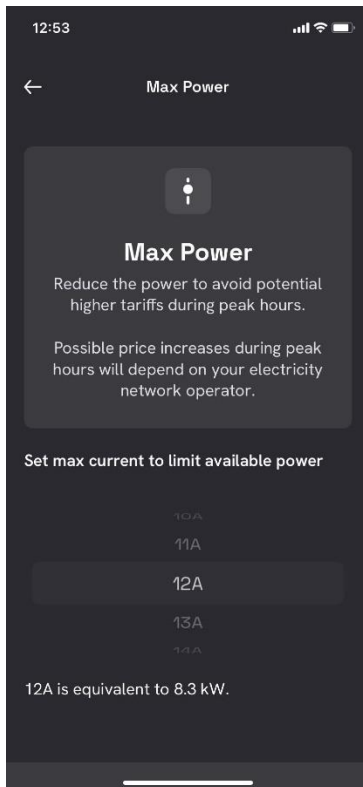 12:53
Max Power
Max Power
Reduce the power to avoid potential
higher tariffs during peak hours.
Possible price increases during peak
hours will depend on your electricity
network operator.
Set max current to limit available power
10A
11A
12A
13A
14A
12A is equivalent to 8.3 kW.